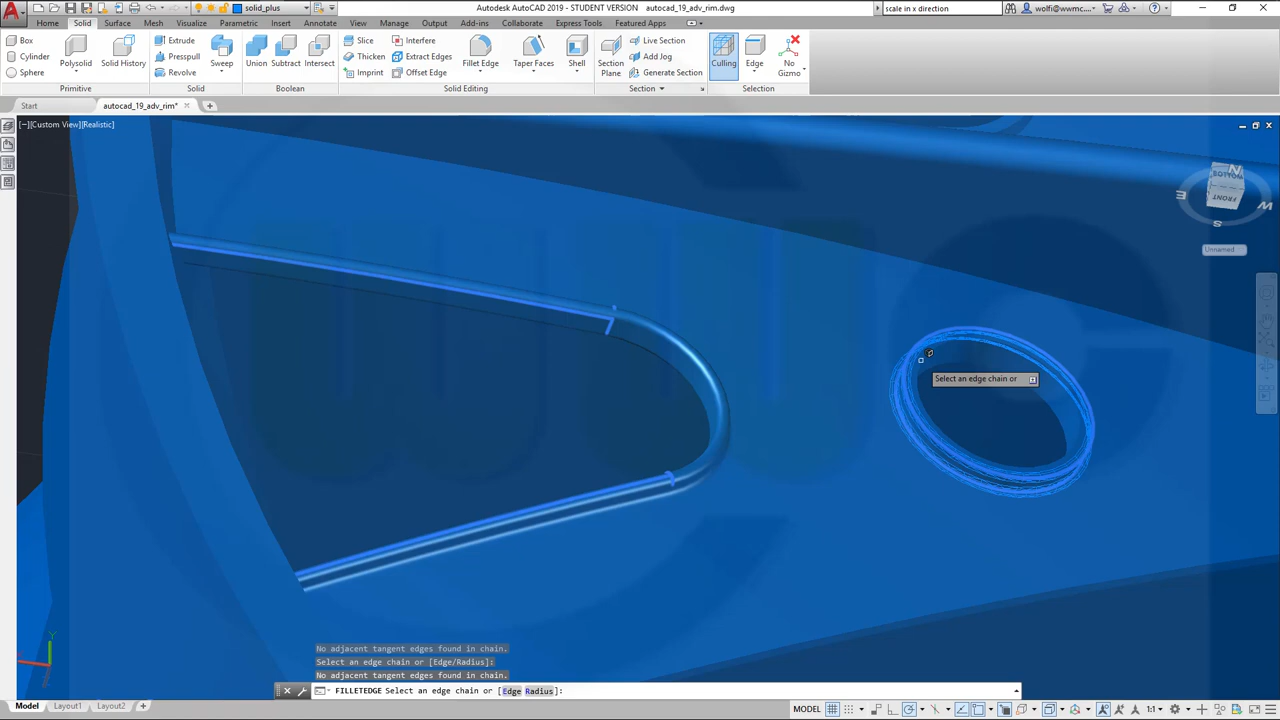 solid_plus
Autodesk AutoCAD 2019 - STUDENT VERSION autocad_19_adv_rim.dwg
scale in x direction
wolfi@wvmc....
Home Solid Surface Mesh Visualize Parametric Insert Annotate View Manage Output Add-ins Collaborate Express Tools Featured Apps
Box
Cylinder
Sphere
Polysolid
Solid History
Extrude
Presspull
Revolve
Sweep
Union
Subtract
Intersect
Slice
Thicken
Imprint
Interfere
Extract Edges
Offset Edge
Fillet Edge
Taper Faces
Shell
Section
Plane
Live Section
Add Jog
Generate Section
Culling
Edge
No
Gizmo
Primitive
Solid
Boolean
Solid Editing
Section
Selection
Start
autocad_19_adv_rim*
[−][Custom View][Realistic]
BOTTOM
FRONT
N
E
W
S
Unnamed
Select an edge chain or
No adjacent tangent edges found in chain.
Select an edge chain or [Edge/Radius]:
No adjacent tangent edges found in chain.
FILLETEDGE Select an edge chain or [Edge Radius]:
Y
Model Layout1 Layout2
MODEL
1:1